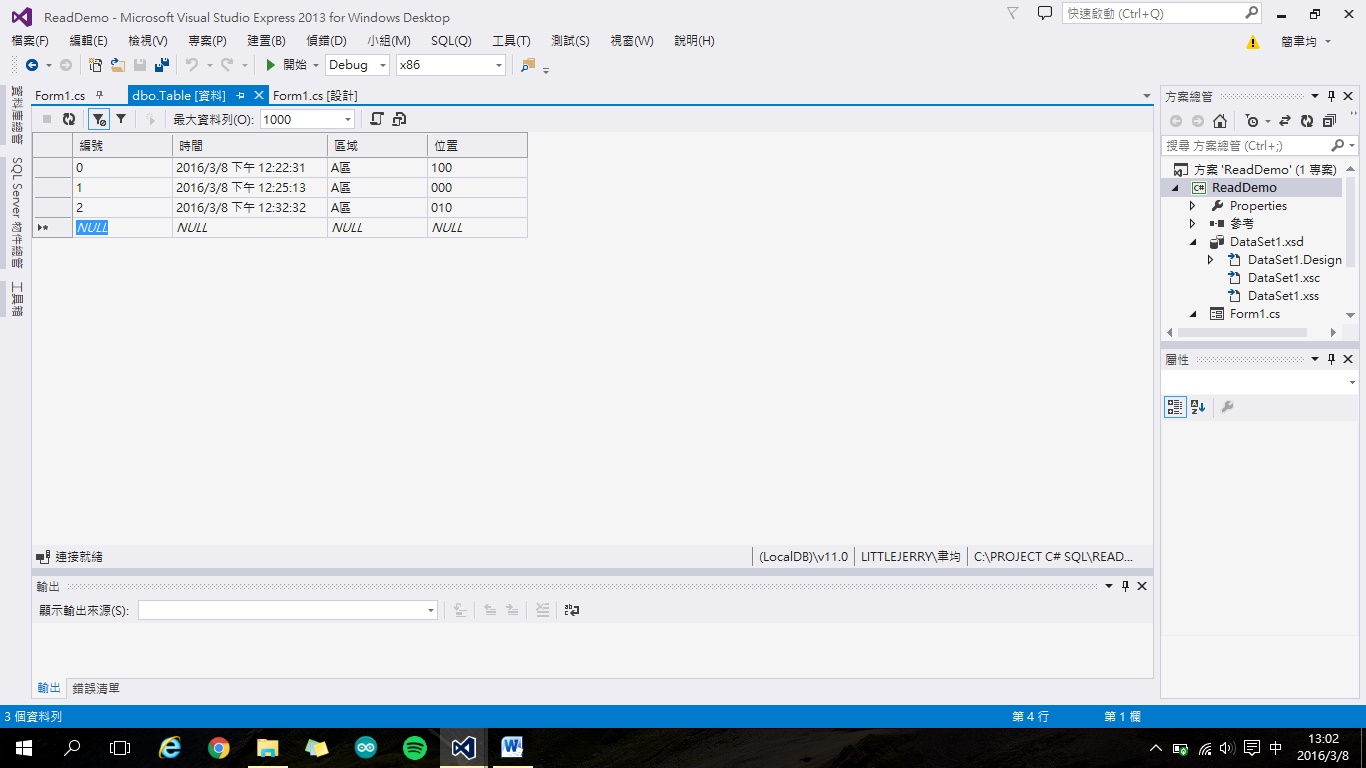 ReadDemo - Microsoft Visual Studio Express 2013 for Windows Desktop
快速啟動 (Ctrl+Q)
檔案(F) 編輯(E) 檢視(V) 專案(P) 建置(B) 偵錯(D) 小組(M) SQL(Q) 工具(T) 測試(S) 視窗(W) 說明(H)
簡聿均
開始 Debug x86
資料庫總管
SQL Server 物件總管
工具箱
Form1.cs dbo.Table [資料] Form1.cs [設計]
最大資料列(O): 1000
編號 時間 區域 位置
0 2016/3/8 下午 12:22:31 A區 100
1 2016/3/8 下午 12:25:13 A區 000
2 2016/3/8 下午 12:32:32 A區 010
NULL NULL NULL NULL
連接就緒 (LocalDB)\v11.0 LITTLEJERRY\聿均 C:\PROJECT C# SQL\READ...
輸出
顯示輸出來源(S):
輸出 錯誤清單
方案總管
搜尋 方案總管 (Ctrl+;)
方案 'ReadDemo' (1 專案)
C# ReadDemo
Properties
參考
DataSet1.xsd
DataSet1.Design
DataSet1.xsc
DataSet1.xss
Form1.cs
屬性
3 個資料列 第 4 行 第 1 欄
中
13:02
2016/3/8